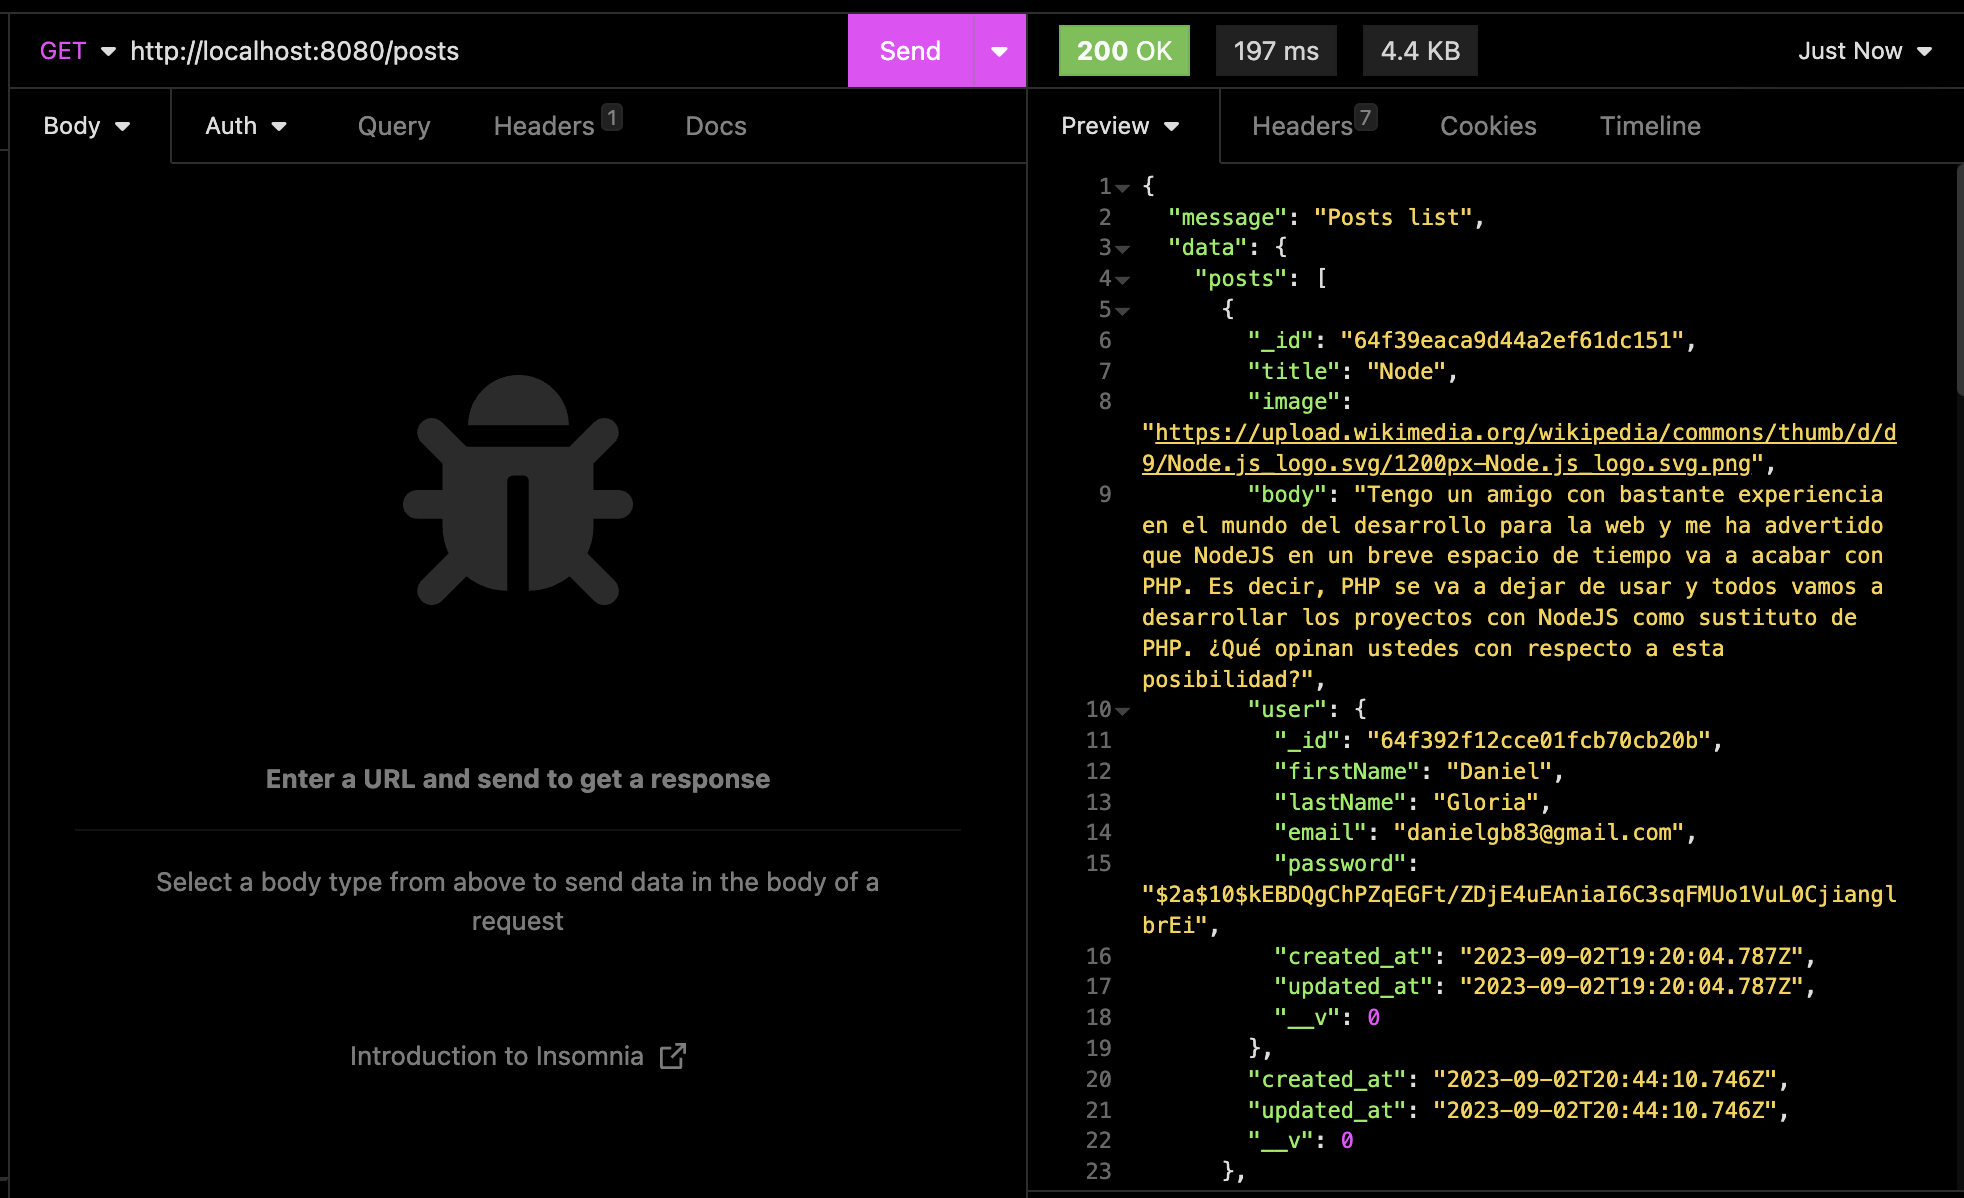 GET http://localhost:8080/posts Send
200 OK 197 ms 4.4 KB Just Now
Body Auth Query Headers 1 Docs
Preview Headers 7 Cookies Timeline
Enter a URL and send to get a response
Select a body type from above to send data in the body of a
request
Introduction to Insomnia
1 {
2 "message": "Posts list",
3 "data": {
4 "posts": [
5 {
6 "_id": "64f39eaca9d44a2ef61dc151",
7 "title": "Node",
8 "image":
"https://upload.wikimedia.org/wikipedia/commons/thumb/d/d
9/Node.js_logo.svg/1200px-Node.js_logo.svg.png",
9 "body": "Tengo un amigo con bastante experiencia
en el mundo del desarrollo para la web y me ha advertido
que NodeJS en un breve espacio de tiempo va a acabar con
PHP. Es decir, PHP se va a dejar de usar y todos vamos a
desarrollar los proyectos con NodeJS como sustituto de
PHP. ¿Qué opinan ustedes con respecto a esta
posibilidad?",
10 "user": {
11 "_id": "64f392f12cce01fcb70cb20b",
12 "firstName": "Daniel",
13 "lastName": "Gloria",
14 "email": "danielgb83@gmail.com",
15 "password":
"$2a$10$kEBDQgChPZqEGFt/ZDjE4uEAniaI6C3sqFMUo1VuL0Cjiangl
brEi",
16 "created_at": "2023-09-02T19:20:04.787Z",
17 "updated_at": "2023-09-02T19:20:04.787Z",
18 "__v": 0
19 },
20 "created_at": "2023-09-02T20:44:10.746Z",
21 "updated_at": "2023-09-02T20:44:10.746Z",
22 "__v": 0
23 },